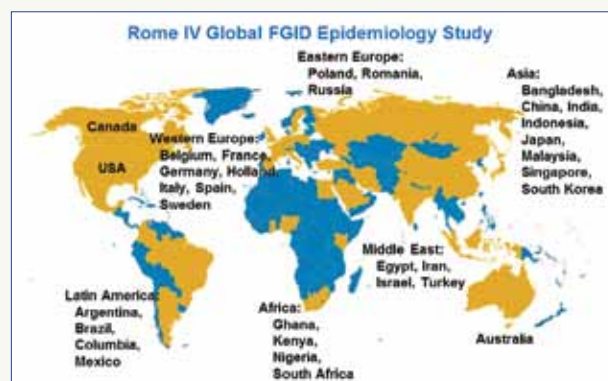 Rome IV Global FGID Epidemiology Study
Eastern Europe:
Poland, Romania,
Russia
Asia:
Bangladesh,
China, India,
Indonesia,
Japan,
Malaysia,
Singapore,
South Korea
Canada
USA
Western Europe:
Belgium, France,
Germany, Holland,
Italy, Spain,
Sweden
Middle East:
Egypt, Iran,
Israel, Turkey
Latin America:
Argentina,
Brazil,
Columbia,
Mexico
Africa:
Ghana,
Kenya,
Nigeria,
South Africa
Australia